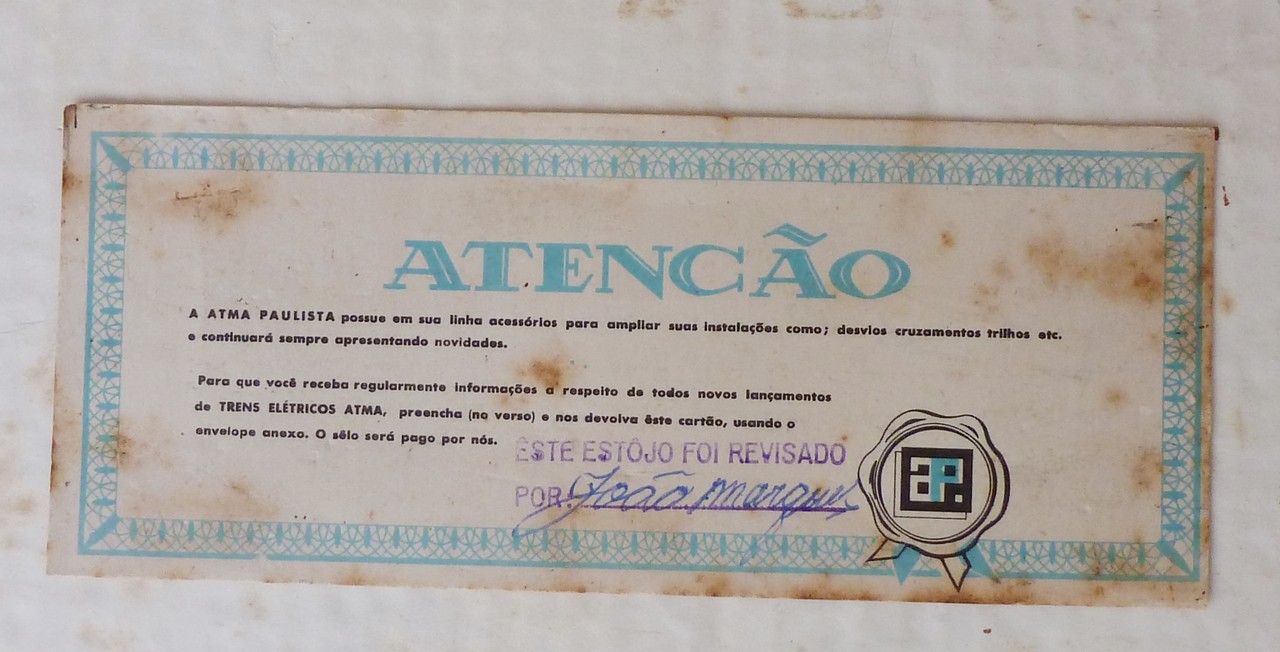 ATENCÃO
A ATMA PAULISTA possue em sua linha acessórios para ampliar suas instalações como; desvios cruzamentos trilhos etc.
e continuará sempre apresentando novidades.
Para que você receba regularmente informações a respeito de todos novos lançamentos
de TRENS ELÉTRICOS ATMA, preencha (no verso) e nos devolva êste cartão, usando o
envelope anexo. O sêlo será pago por nós.
ÊSTE ESTÔJO FOI REVISADO
POR: João Marques